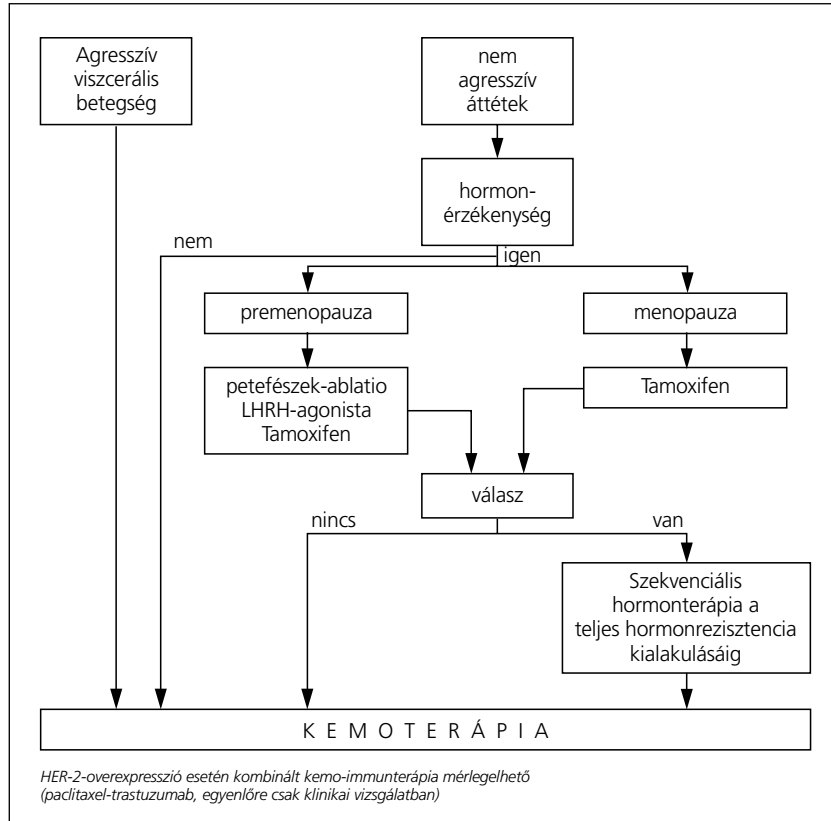 Agresszív
viszcerális
betegség
nem
agresszív
áttétek
hormon-
érzékenység
nem
igen
premenopauza
menopauza
petefészek-ablatio
LHRH-agonista
Tamoxifen
Tamoxifen
válasz
nincs
van
Szekvenciális
hormonterápia a
teljes hormonrezisztencia
kialakulásáig
KEMOTERÁPIA
HER-2-overexpresszió esetén kombinált kemo-immunterápia mérlegelhető
(paclitaxel-trastuzumab, egyenlőre csak klinikai vizsgálatban)